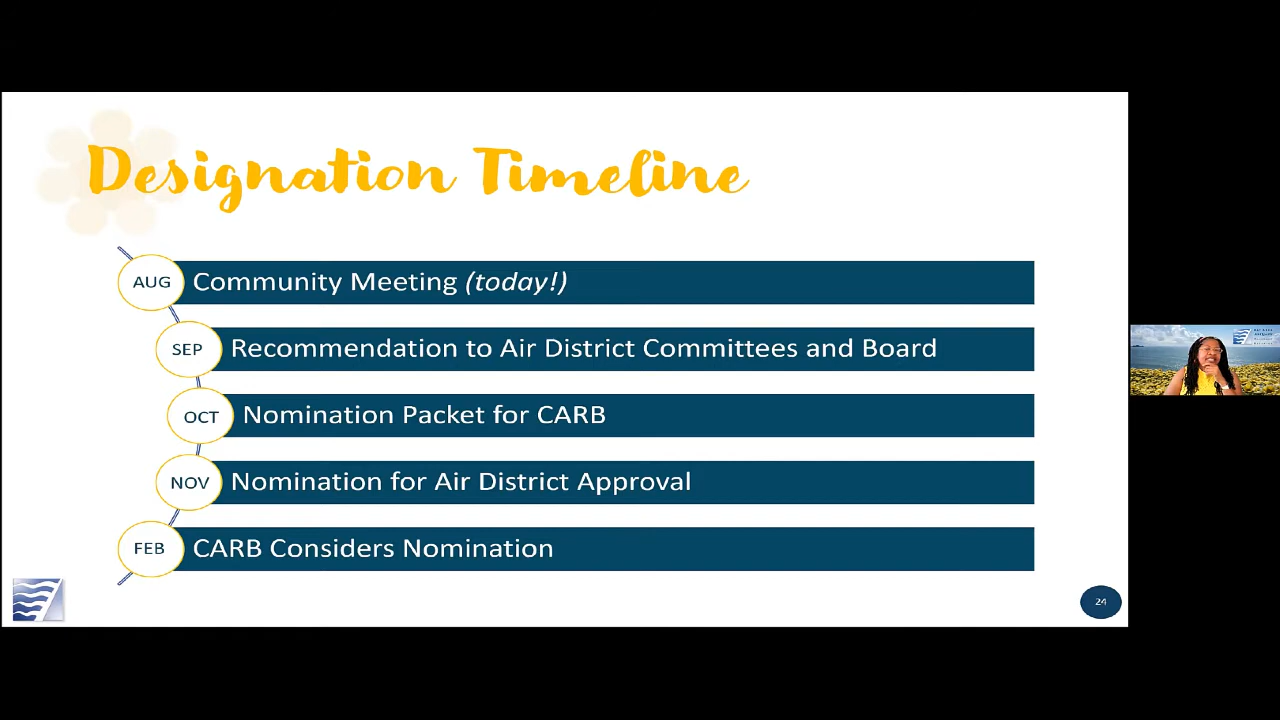 Designation Timeline
AUG
Community Meeting (today!)
SEP
Recommendation to Air District Committees and Board
OCT
Nomination Packet for CARB
NOV
Nomination for Air District Approval
FEB
CARB Considers Nomination
24